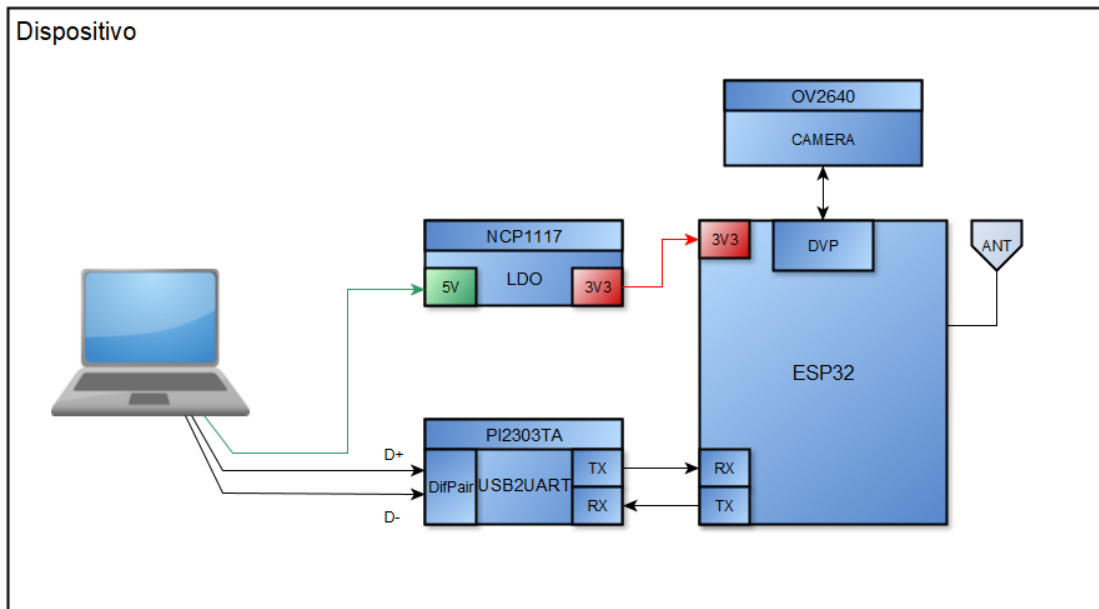 Dispositivo
OV2640
CAMERA
NCP1117
5V
LDO
3V3
3V3
DVP
ANT
ESP32
PI2303TA
D+
DifPair
USB2UART
TX
RX
RX
TX
D-